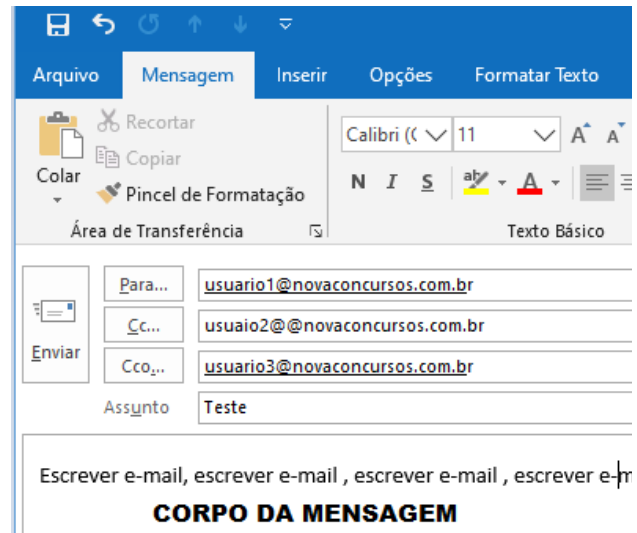 Arquivo Mensagem Inserir Opções Formatar Texto
Recortar
Copiar
Colar
Pincel de Formatação
Área de Transferência
Calibri (( 11 A A
N I S aby A
Texto Básico
Enviar
Para... usuario1@novaconcursos.com.br
Cc... usuaio2@@novaconcursos.com.br
Cco... usuario3@novaconcursos.com.br
Assunto Teste
Escrever e-mail, escrever e-mail , escrever e-mail , escrever e-m
CORPO DA MENSAGEM